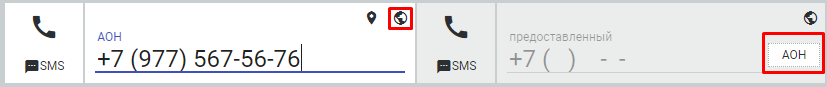 АОН
+7 (977) 567-56-76
SMS
предоставленный
+7 (   )    -  -
АОН
SMS